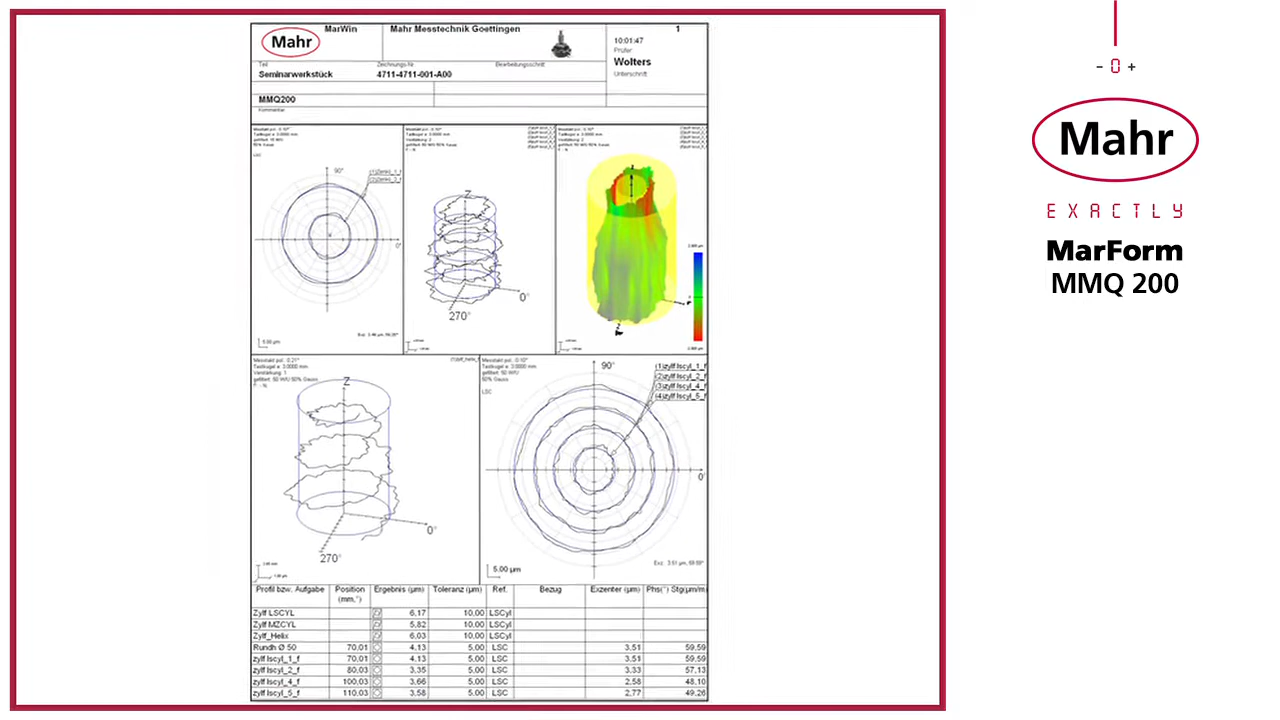 MarWin
Mahr Messtechnik Goettingen
1
Mahr
10:01:47
Prüfer
Wolters
Unterschrift
Teil
Zeichnungs-Nr
Bearbeitungsschritt
Seminarwerkstück
4711-4711-001-A00
MMQ200
Kommentar
LSC
90°
0°
Z
0°
270°
Z
0°
270°
LSC
90°
(1)zylf lscyl_1_f
(2)zylf lscyl_2_f
(3)zylf lscyl_4_f
(4)zylf lscyl_5_f
0°
5.00 µm
Profil bzw. Aufgabe Position (mm,°) Ergebnis (µm) Toleranz (µm) Ref. Bezug Exzenter (µm) Phs(°) Stg(µm/m)
Zylf LSCYL 6,17 10,00 LSCyl
Zylf MZCYL 5,82 10,00 LSCyl
Zylf_Helix 6,03 10,00 LSCyl
Rundh Ø 50 70,01 4,13 5,00 LSC 3,51 59,59
zylf lscyl_1_f 70,01 4,13 5,00 LSC 3,51 59,59
zylf lscyl_2_f 80,03 3,35 5,00 LSC 3,33 57,13
zylf lscyl_4_f 100,03 3,66 5,00 LSC 2,58 48,10
zylf lscyl_5_f 110,03 3,58 5,00 LSC 2,77 49,26
- 0 +
Mahr
EXACTLY
MarForm
MMQ 200